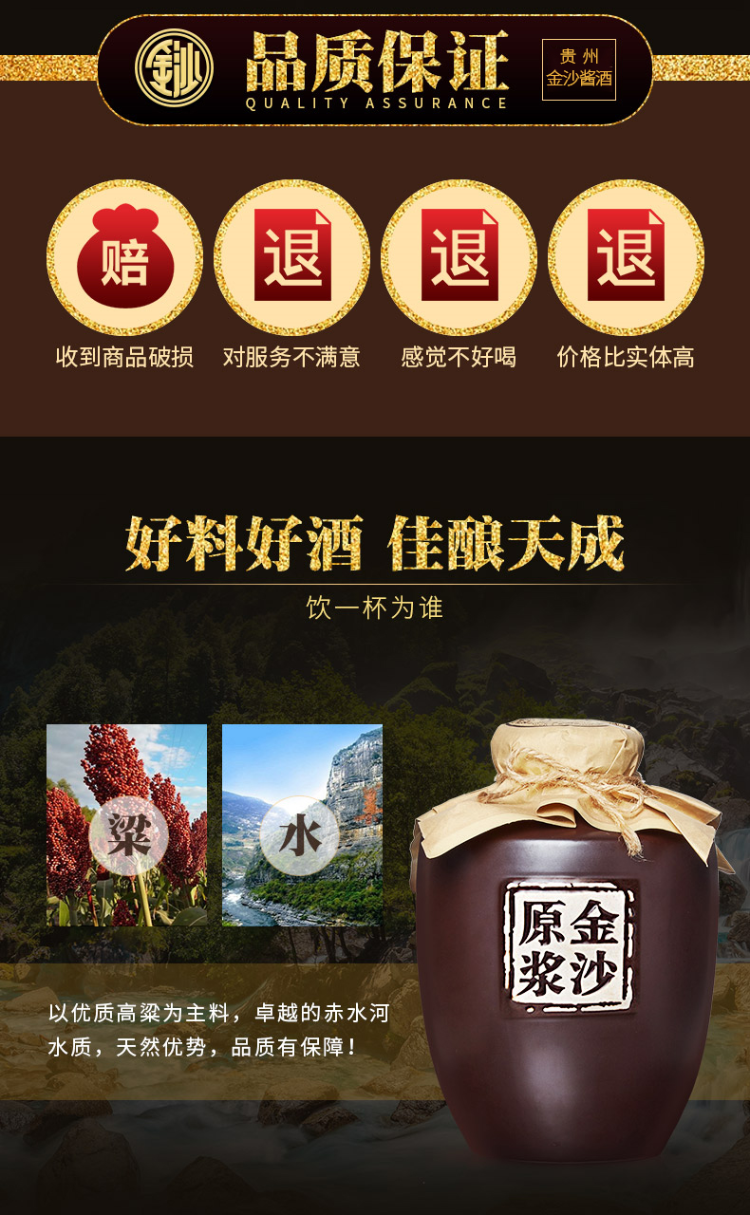 金沙
品质保证
QUALITY ASSURANCE
贵州
金沙酱酒
赔
退
退
退
收到商品破损
对服务不满意
感觉不好喝
价格比实体高
好料好酒 佳酿天成
饮一杯为谁
粱
水
金沙
原浆
以优质高粱为主料，卓越的赤水河
水质，天然优势，品质有保障！